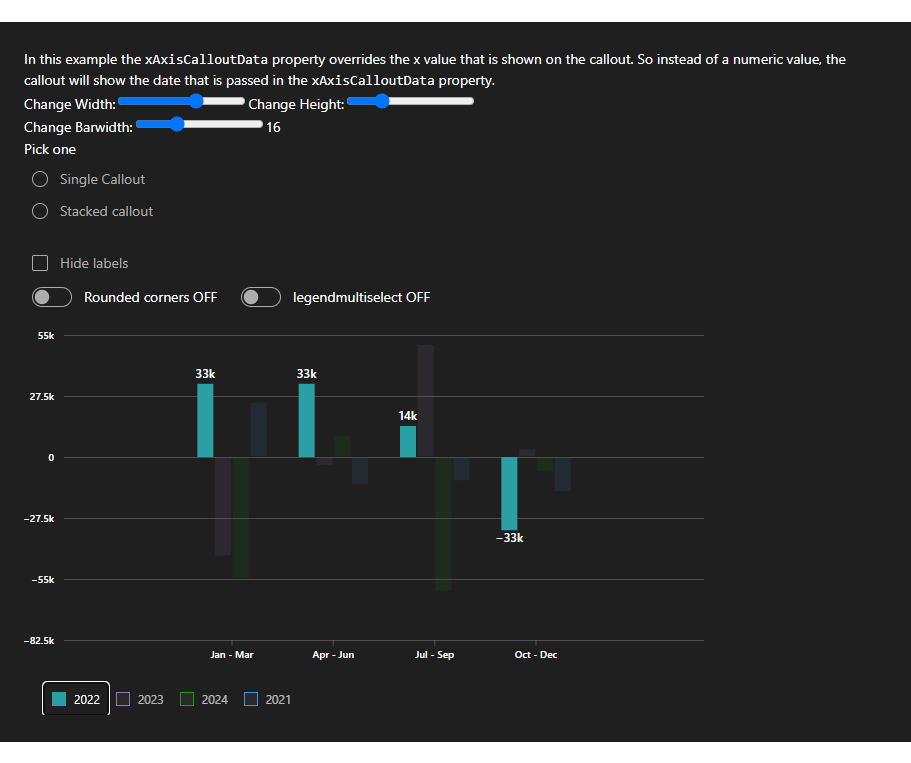 In this example the xAxisCalloutData property overrides the x value that is shown on the callout. So instead of a numeric value, the
callout will show the date that is passed in the xAxisCalloutData property.
Change Width: Change Height:
Change Barwidth: 16
Pick one
Single Callout
Stacked callout
Hide labels
Rounded corners OFF legendmultiselect OFF
55k
33k 33k
27.5k
14k
0
−27.5k
−33k
−55k
−82.5k
Jan - Mar Apr - Jun Jul - Sep Oct - Dec
2022 2023 2024 2021